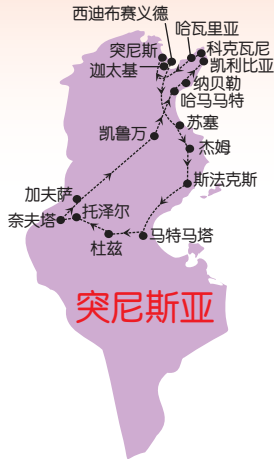 西迪布赛义德
哈瓦里亚
突尼斯
科克瓦尼
迦太基
凯利比亚
纳贝勒
哈马马特
苏塞
凯鲁万
杰姆
斯法克斯
加夫萨
托泽尔
奈夫塔
杜兹
马特马塔
突尼斯亚